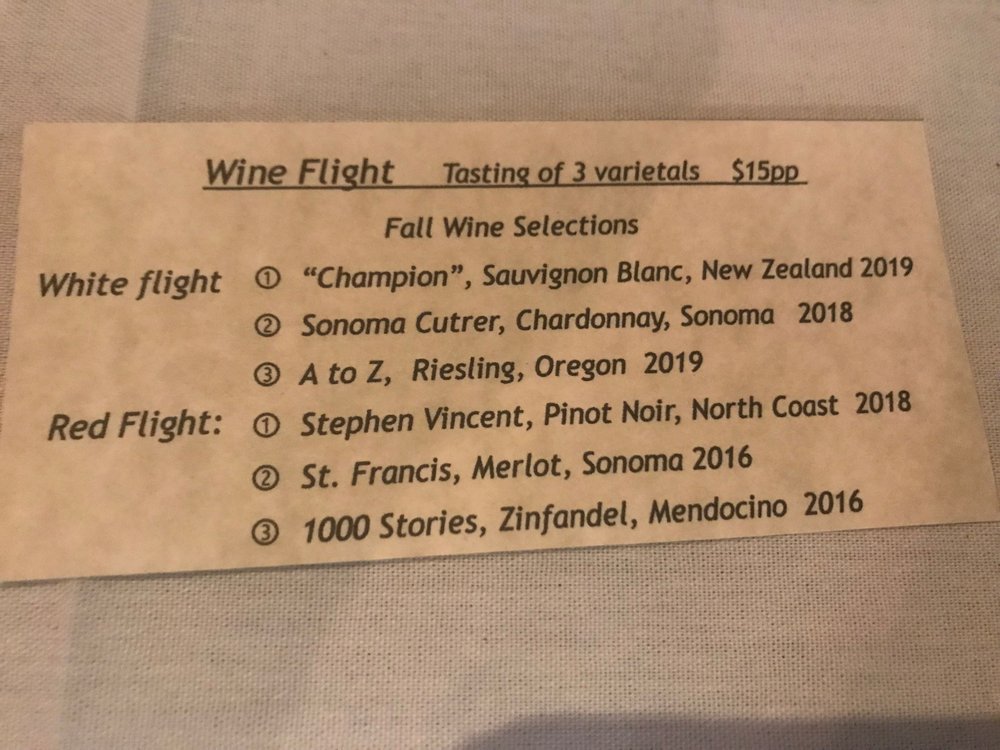 Wine Flight Tasting of 3 varietals $15pp
Fall Wine Selections
White flight ① “Champion”, Sauvignon Blanc, New Zealand 2019
② Sonoma Cutrer, Chardonnay, Sonoma 2018
③ A to Z, Riesling, Oregon 2019
Red Flight: ① Stephen Vincent, Pinot Noir, North Coast 2018
② St. Francis, Merlot, Sonoma 2016
③ 1000 Stories, Zinfandel, Mendocino 2016